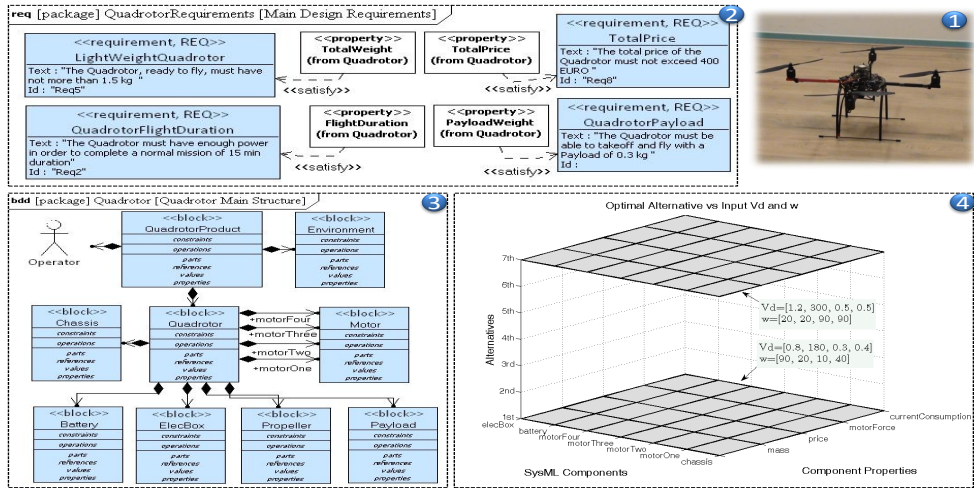 req [package] QuadrotorRequirements [Main Design Requirements]
2
1
<<requirement, REQ>>
LightWeightQuadrotor
Text : "The Quadrotor, ready to fly, must have
not more than 1.5 kg "
Id : "Req5"
<<property>>
TotalWeight
(from Quadrotor)
<<satisfy>>
<<property>>
TotalPrice
(from Quadrotor)
<<satisfy>>
<<requirement, REQ>>
TotalPrice
Text : "The total price of the
Quadrotor must not exceed 400
EURO "
Id : "Req8"
<<requirement, REQ>>
QuadrotorFlightDuration
Text : "The Quadrotor must have enough power
in order to complete a normal mission of 15 min
duration"
Id : "Req2"
<<property>>
FlightDuration
(from Quadrotor)
<<satisfy>>
<<property>>
PayloadWeight
(from Quadrotor)
<<satisfy>>
<<requirement, REQ>>
QuadrotorPayload
Text : "The Quadrotor must be
able to takeoff and fly with a
Payload of 0.3 kg "
Id :
bdd [package] Quadrotor [Quadrotor Main Structure]
3
Operator
<<block>>
QuadrotorProduct
constraints
operations
parts
references
values
properties
<<block>>
Environment
constraints
operations
parts
references
values
properties
<<block>>
Chassis
constraints
operations
parts
references
values
properties
<<block>>
Quadrotor
constraints
operations
parts
references
values
properties
+motorFour
+motorThree
+motorTwo
+motorOne
<<block>>
Motor
constraints
operations
parts
references
values
properties
<<block>>
Battery
constraints
operations
parts
references
values
properties
<<block>>
ElecBox
constraints
operations
parts
references
values
properties
<<block>>
Propeller
constraints
operations
parts
references
values
properties
<<block>>
Payload
constraints
operations
parts
references
values
properties
4
Optimal Alternative vs Input Vd and w
Alternatives
7th
6th
5th
4th
3rd
2nd
1st
Vd=[1.2, 300, 0.5, 0.5]
w=[20, 20, 90, 90]
Vd=[0.8, 180, 0.3, 0.4]
w=[90, 20, 10, 40]
elecBox
battery
motorFour
motorThree
motorTwo
motorOne
chassis
mass
price
motorForce
currentConsumption
SysML Components
Component Properties